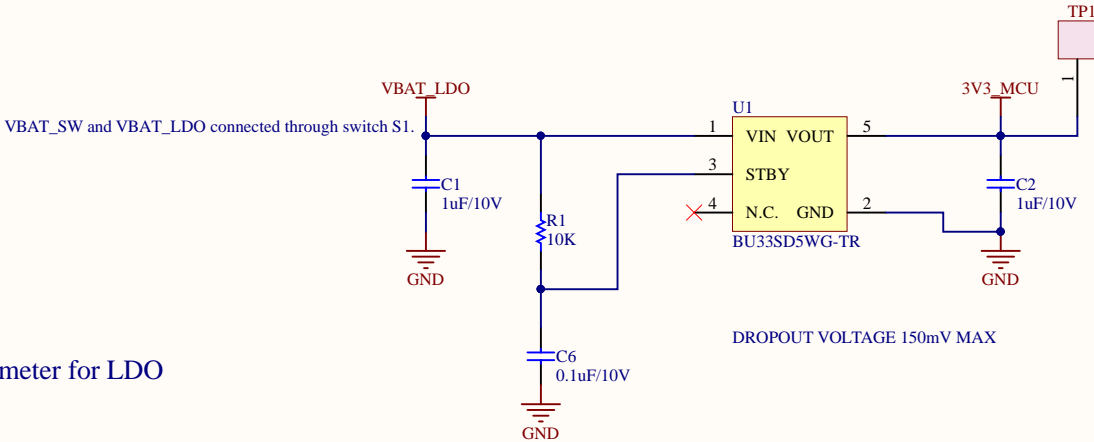 TP1
1
VBAT_LDO
3V3_MCU
VBAT_SW and VBAT_LDO connected through switch S1.
U1
1
VIN VOUT
5
3
STBY
4
N.C. GND
2
BU33SD5WG-TR
C1
1uF/10V
C2
1uF/10V
R1
10K
GND
GND
DROPOUT VOLTAGE 150mV MAX
meter for LDO
C6
0.1uF/10V
GND